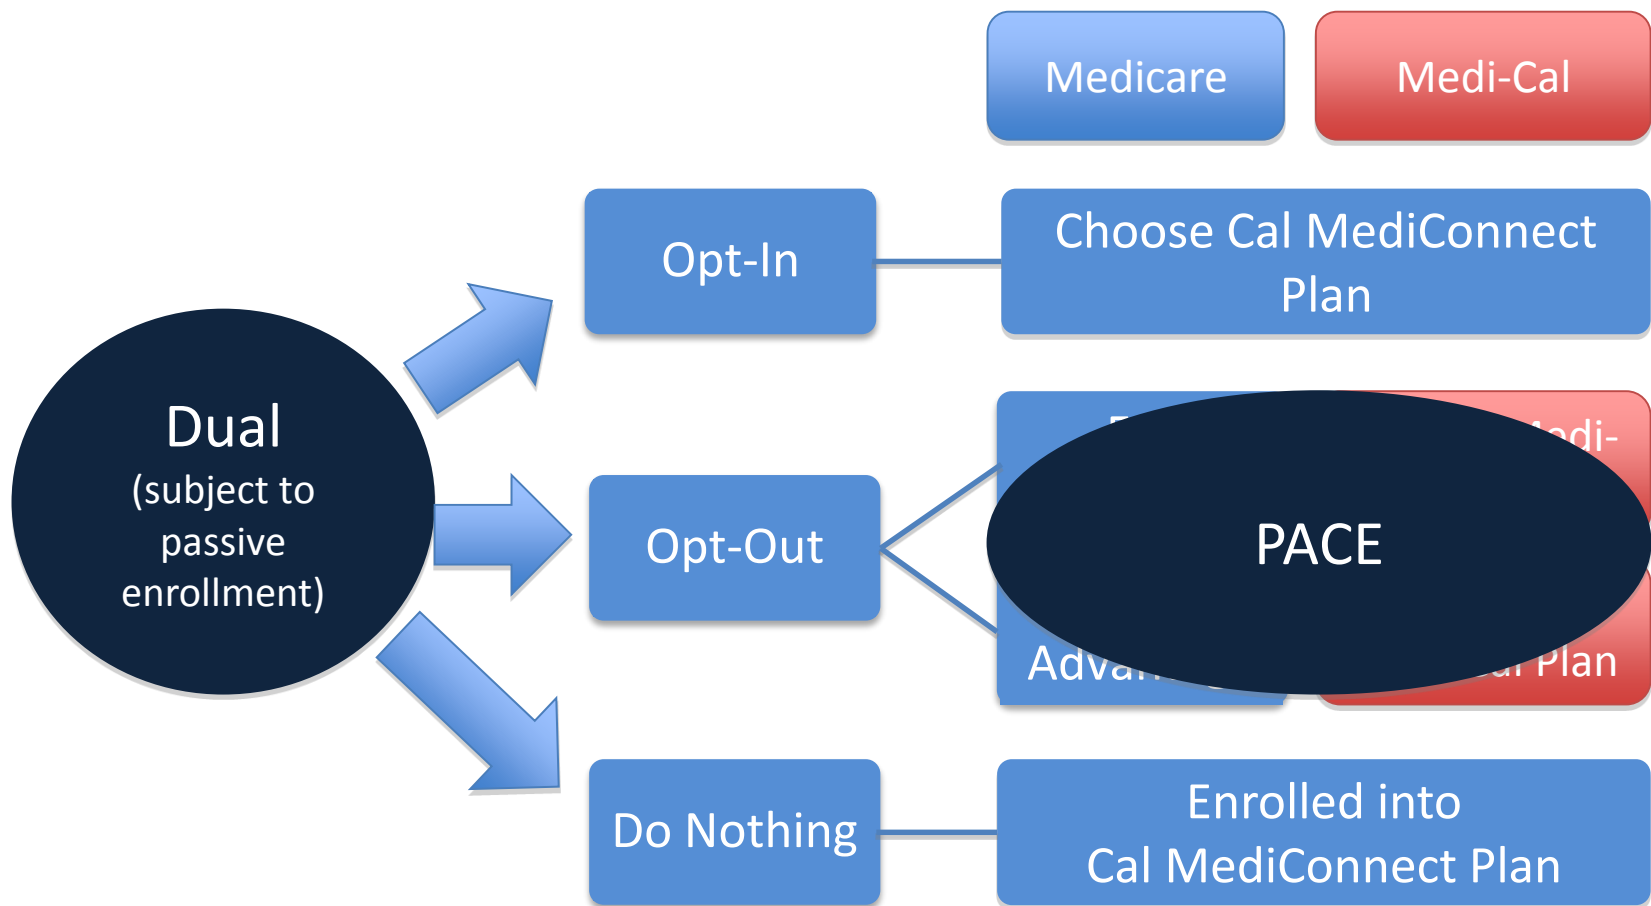 Medicare
Medi-Cal
Opt-In
Choose Cal MediConnect
Plan
Dual
(subject to
passive
enrollment)
Opt-Out
PACE
Plan
Do Nothing
Enrolled into
Cal MediConnect Plan